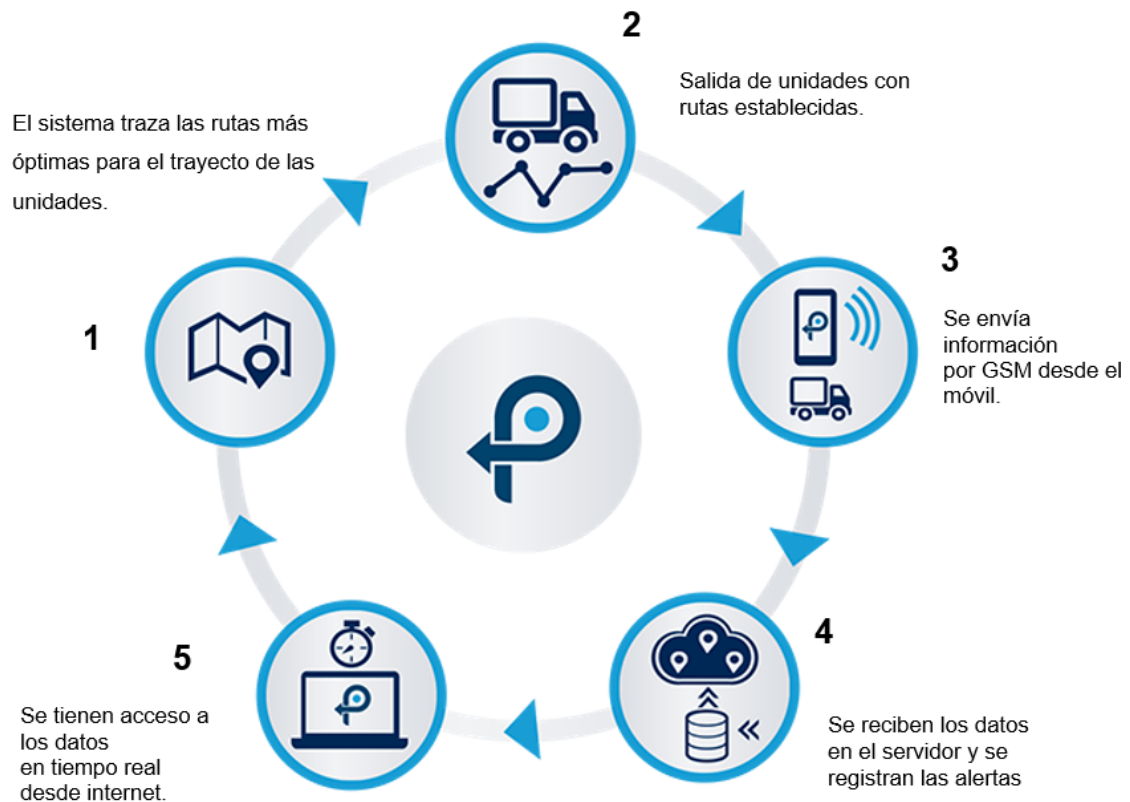 1
El sistema traza las rutas más
óptimas para el trayecto de las
unidades.
2
Salida de unidades con
rutas establecidas.
3
Se envía
información
por GSM desde el
móvil.
4
Se reciben los datos
en el servidor y se
registran las alertas
5
Se tienen acceso a
los datos
en tiempo real
desde internet.